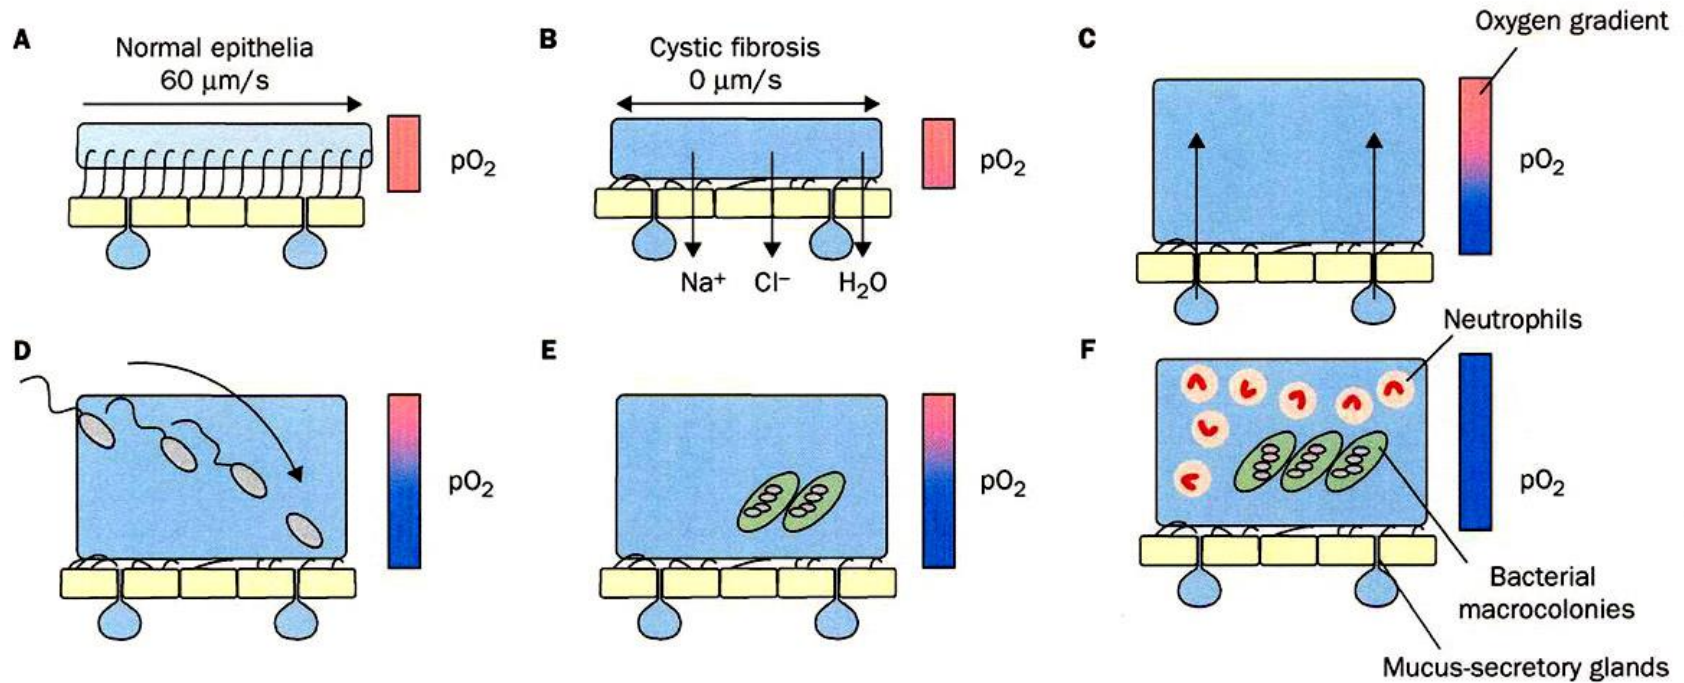 A
Normal epithelia
60 μm/s
pO₂
B
Cystic fibrosis
0 μm/s
pO₂
Na⁺ Cl⁻ H₂O
C
Oxygen gradient
pO₂
D
pO₂
E
pO₂
F
Neutrophils
pO₂
Bacterial
macrocolonies
Mucus-secretory glands